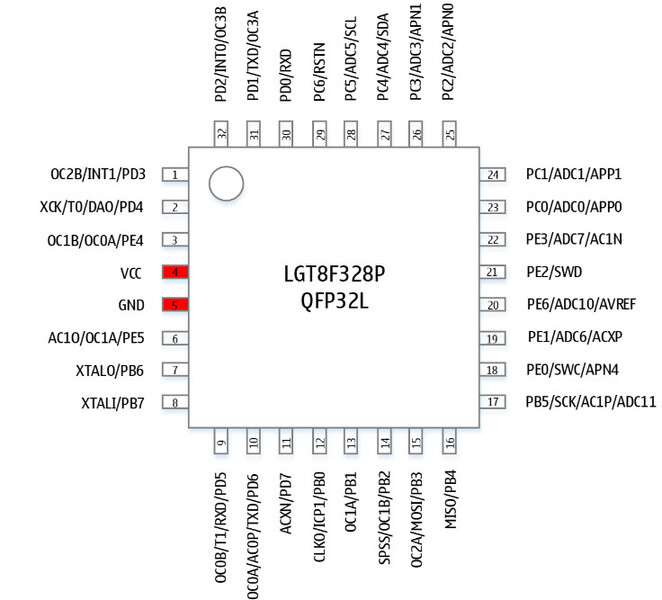 PD2/INT0/OC3B
PD1/TXD/OC3A
PD0/RXD
PC6/RSTN
PC5/ADC5/SCL
PC4/ADC4/SDA
PC3/ADC3/APN1
PC2/ADC2/APN0
32
31
30
29
28
27
26
25
OC2B/INT1/PD3
1
XCK/T0/DAO/PD4
2
OC1B/OC0A/PE4
3
VCC
4
GND
5
AC1O/OC1A/PE5
6
XTALO/PB6
7
XTALI/PB7
8
LGT8F328P
QFP32L
24
PC1/ADC1/APP1
23
PC0/ADC0/APP0
22
PE3/ADC7/AC1N
21
PE2/SWD
20
PE6/ADC10/AVREF
19
PE1/ADC6/ACXP
18
PE0/SWC/APN4
17
PB5/SCK/AC1P/ADC11
9
10
11
12
13
14
15
16
OC0B/T1/RXD/PD5
OC0A/AC0P/TXD/PD6
ACXN/PD7
CLKO/ICP1/PB0
OC1A/PB1
SPSS/OC1B/PB2
OC2A/MOSI/PB3
MISO/PB4